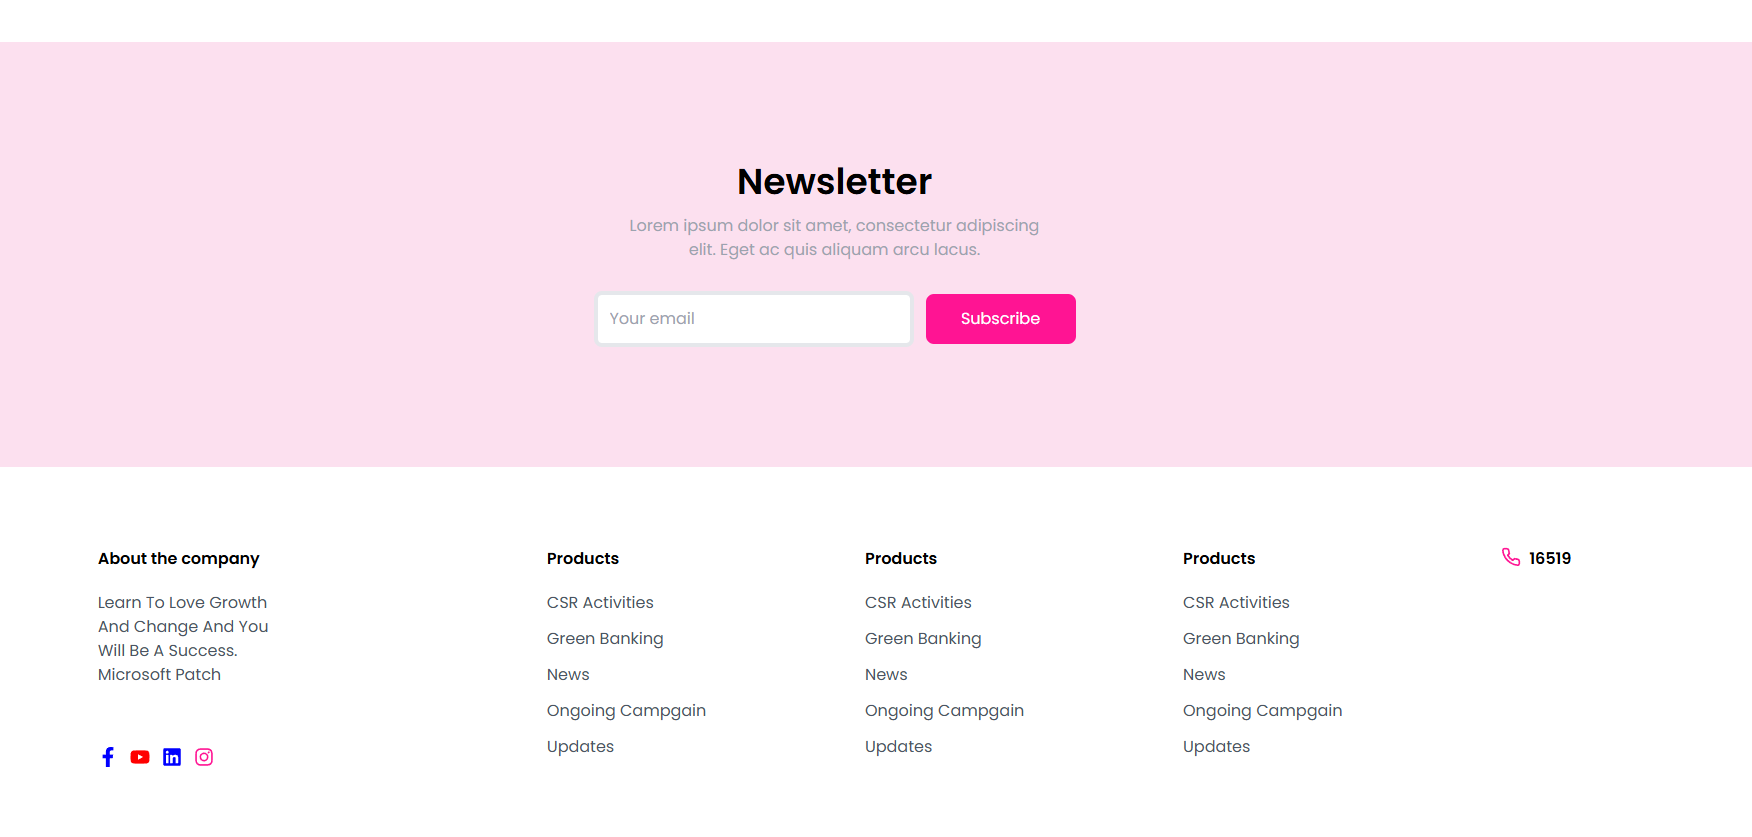 Newsletter
Lorem ipsum dolor sit amet, consectetur adipiscing
elit. Eget ac quis aliquam arcu lacus.
Your email
Subscribe
About the company
Learn To Love Growth
And Change And You
Will Be A Success.
Microsoft Patch
Products
CSR Activities
Green Banking
News
Ongoing Campgain
Updates
Products
CSR Activities
Green Banking
News
Ongoing Campgain
Updates
Products
CSR Activities
Green Banking
News
Ongoing Campgain
Updates
16519